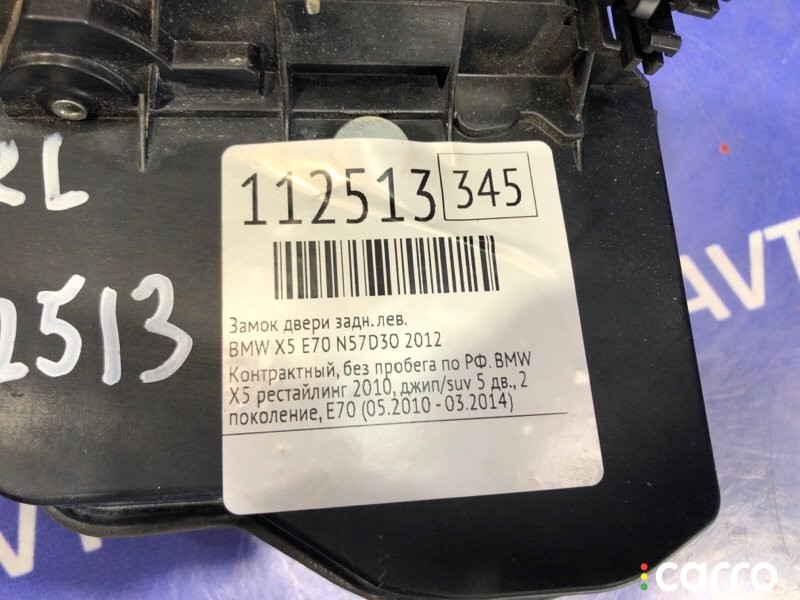 112513 345
Замок двери задн.лев.
BMW X5 E70 N57D30 2012
Контрактный, без пробега по РФ. BMW
X5 рестайлинг 2010, джип/suv 5 дв., 2
поколение, E70 (05.2010 - 03.2014)
RL
2513
AVT
AVT
carro